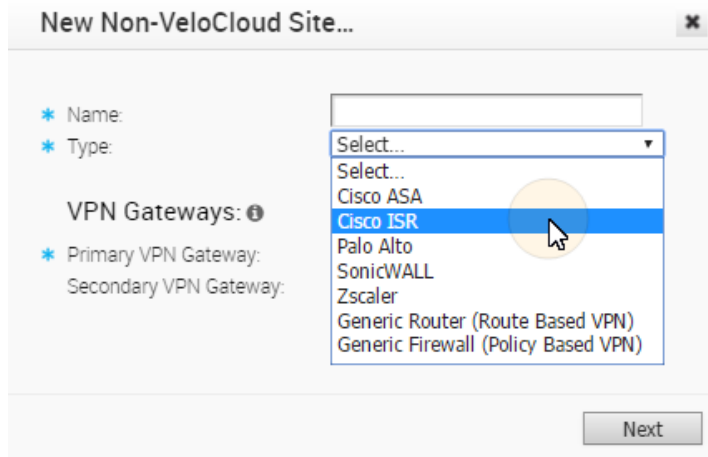 New Non-VeloCloud Site...
Name:
Type:
Select...
Select...
Cisco ASA
Cisco ISR
Palo Alto
SonicWALL
Zscaler
Generic Router (Route Based VPN)
Generic Firewall (Policy Based VPN)
VPN Gateways:
Primary VPN Gateway:
Secondary VPN Gateway:
Next